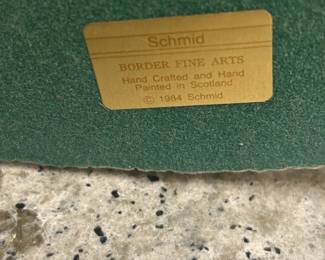 Schmid
BORDER FINE ARTS
Hand Crafted and Hand
Painted in Scotland
© 1984 Schmid